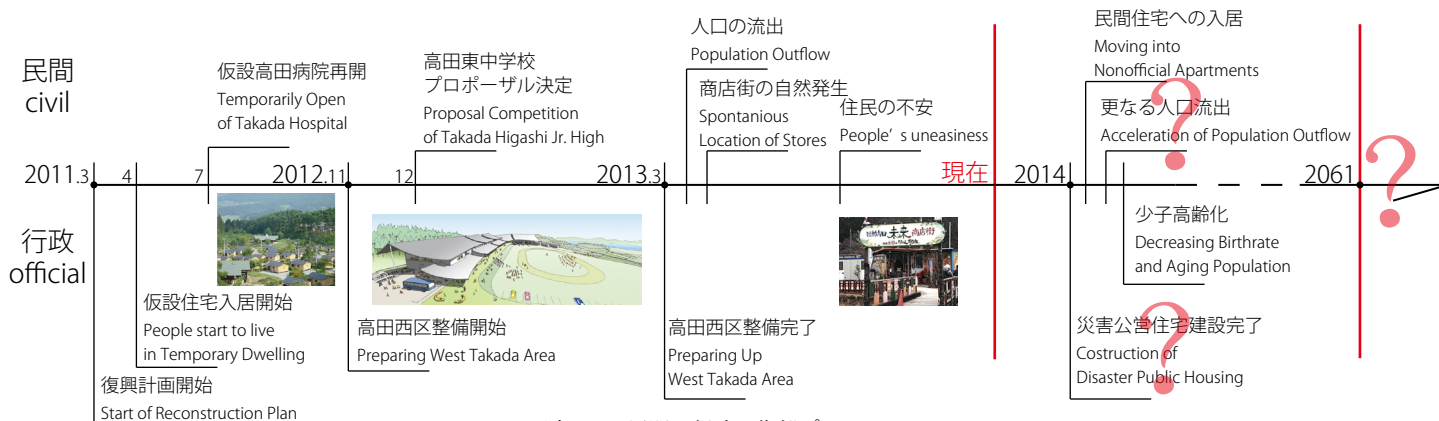 民間
civil
仮設高田病院再開
Temporarily Open
of Takada Hospital
高田東中学校
プロポーザル決定
Proposal Competition
of Takada Higashi Jr. High
人口の流出
Population Outflow
商店街の自然発生
Spontanious
Location of Stores
住民の不安
People’s uneasiness
民間住宅への入居
Moving into
Nonofficial Apartments
更なる人口流出
Acceleration of Population Outflow
?
?
2011.3 4 7 2012.11 12 2013.3 現在 2014 2061
行政
official
未来商店街
仮設住宅入居開始
People start to live
in Temporary Dwelling
復興計画開始
Start of Reconstruction Plan
高田西区整備開始
Preparing West Takada Area
高田西区整備完了
Preparing Up
West Takada Area
少子高齢化
Decreasing Birthrate
and Aging Population
災害公営住宅建設完了
Costruction of
Disaster Public Housing
?